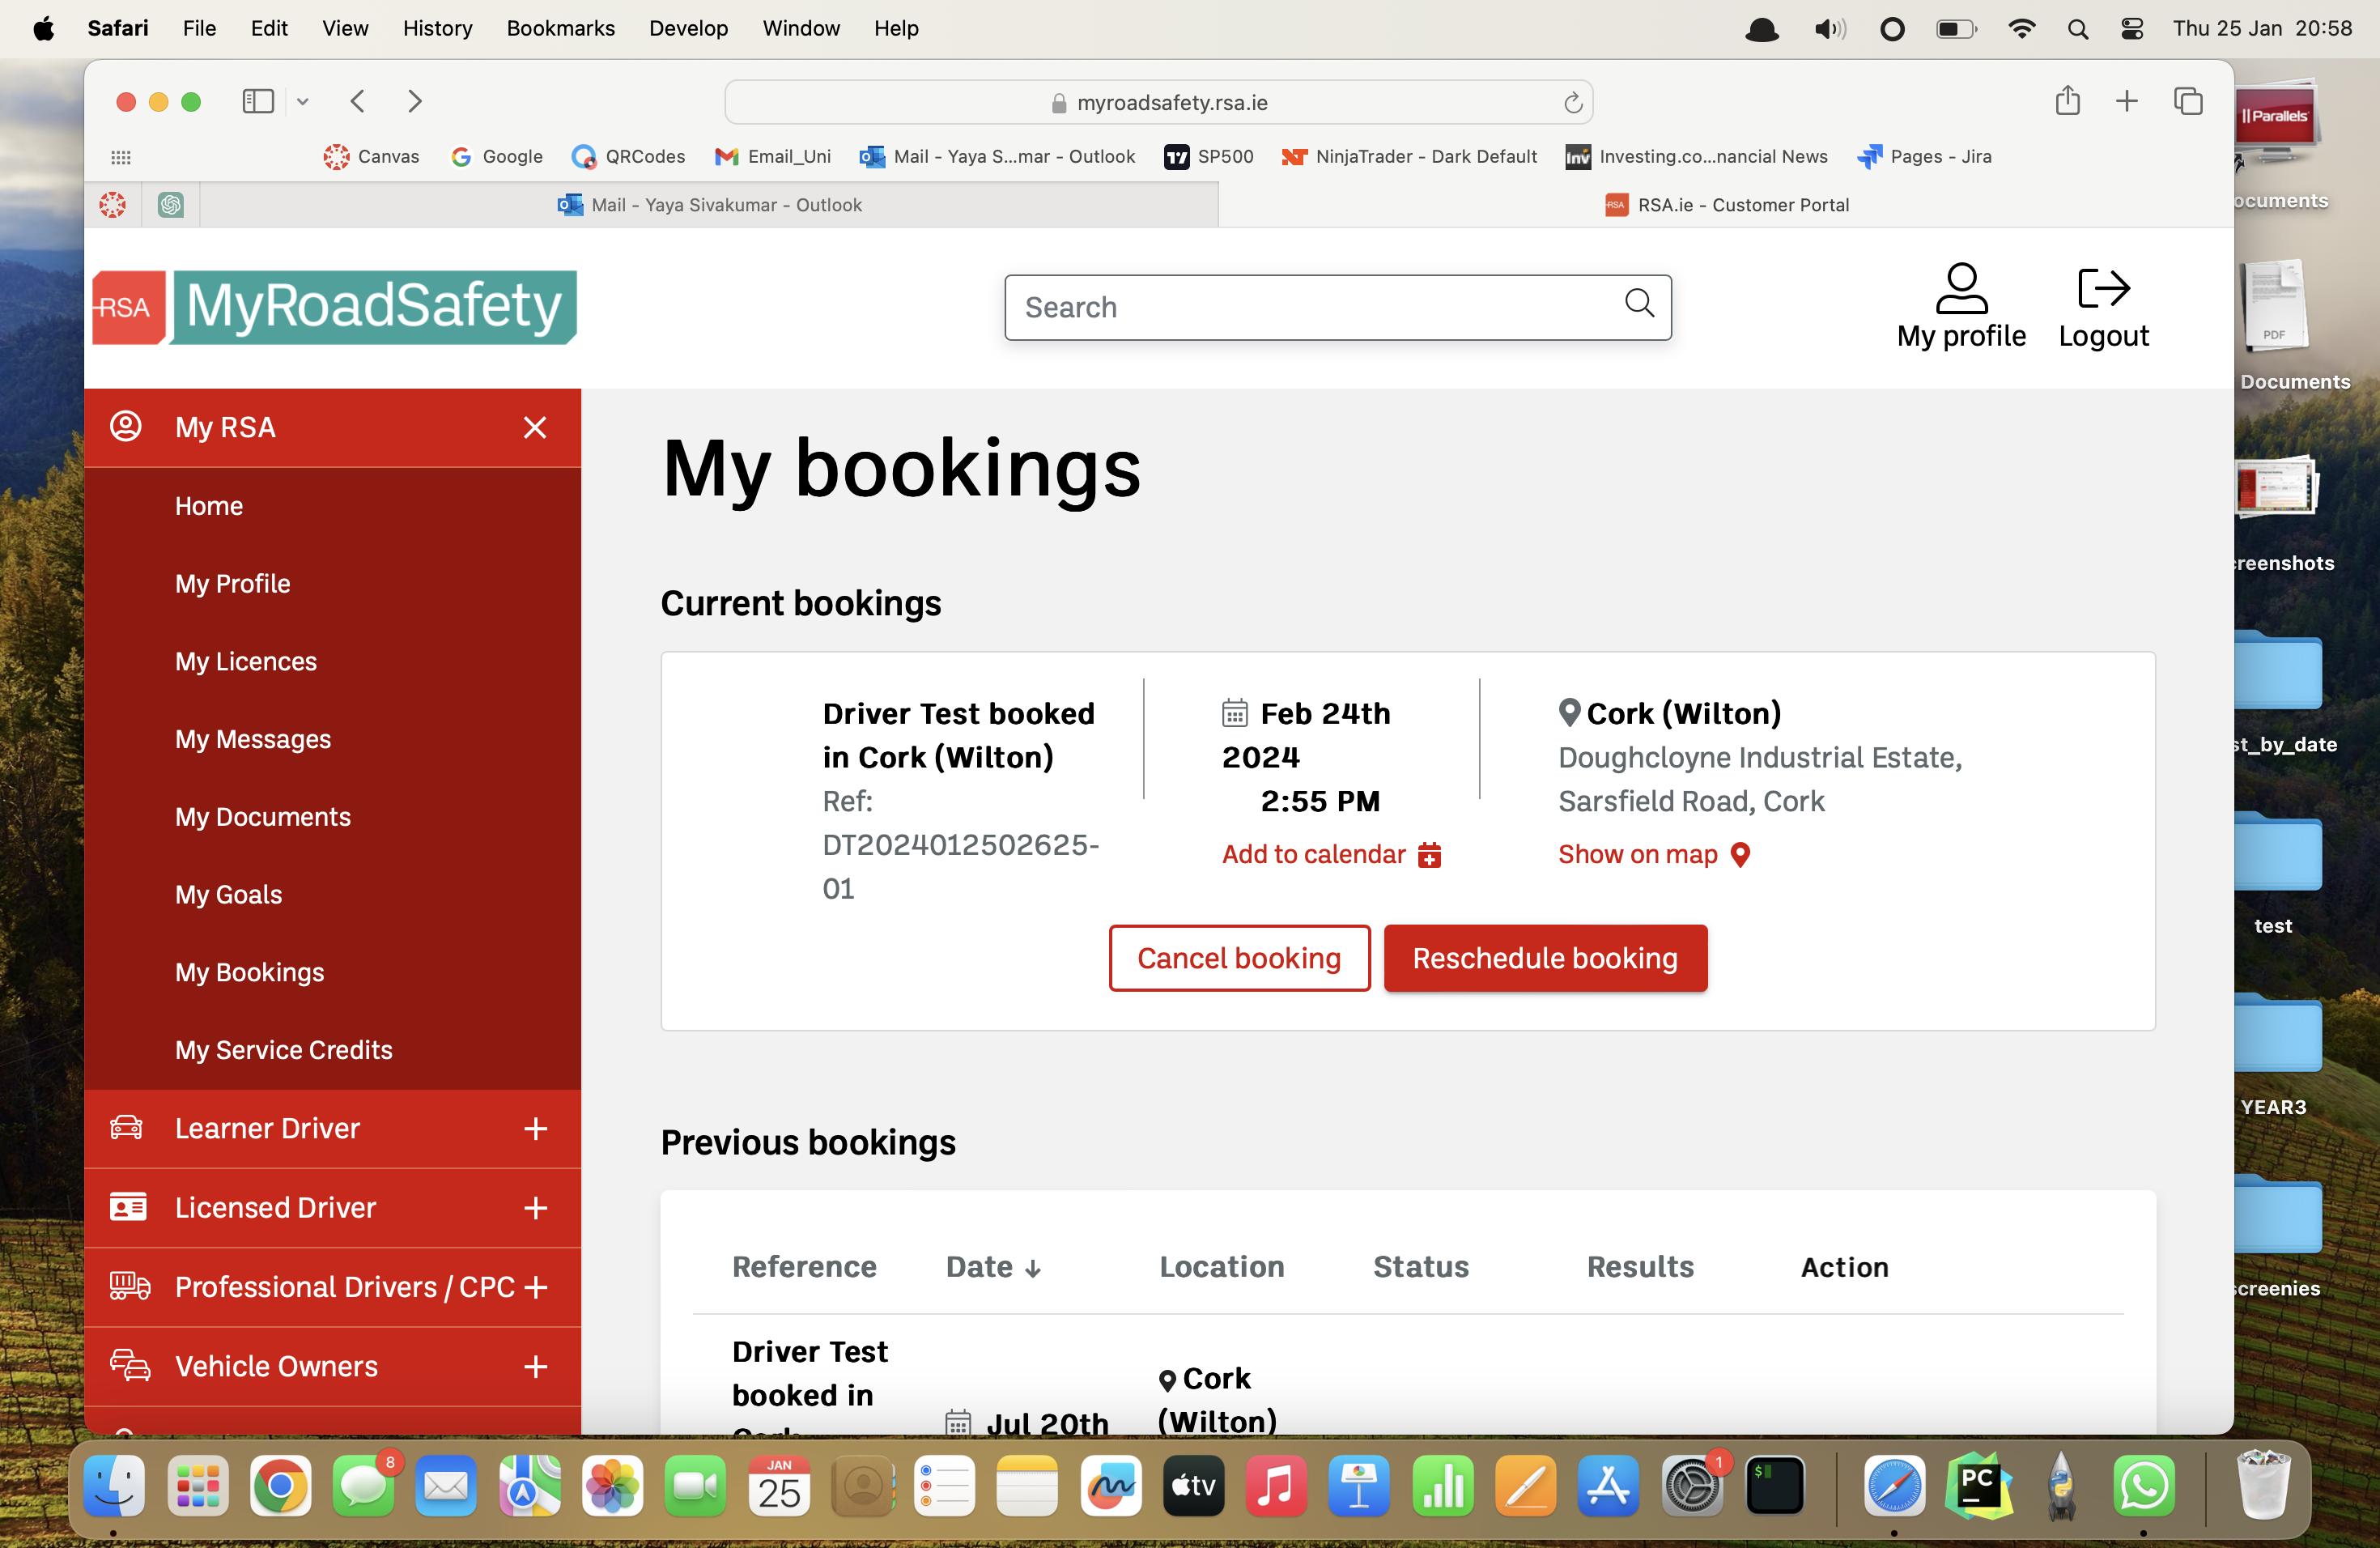 Safari File Edit View History Bookmarks Develop Window Help Thu 25 Jan 20:58
myroadsafety.rsa.ie
Canvas Google QRCodes Email_Uni Mail - Yaya S...mar - Outlook SP500 NinjaTrader - Dark Default Investing.co...nancial News Pages - Jira
Mail - Yaya Sivakumar - Outlook RSA.ie - Customer Portal
RSA MyRoadSafety
Search
My profile Logout
My RSA
Home
My Profile
My Licences
My Messages
My Documents
My Goals
My Bookings
My Service Credits
Learner Driver
Licensed Driver
Professional Drivers / CPC
Vehicle Owners
My bookings
Current bookings
Driver Test booked
in Cork (Wilton)
Ref:
DT2024012502625-
01
Feb 24th
2024
2:55 PM
Add to calendar
Cork (Wilton)
Doughcloyne Industrial Estate,
Sarsfield Road, Cork
Show on map
Cancel booking Reschedule booking
Previous bookings
Reference Date Location Status Results Action
Driver Test
booked in
Jul 20th
Cork
(Wilton)
Parallels
ocuments
PDF
Documents
creenshots
st_by_date
test
YEAR3
screenies
8
JAN
25
tv
1
$
PC